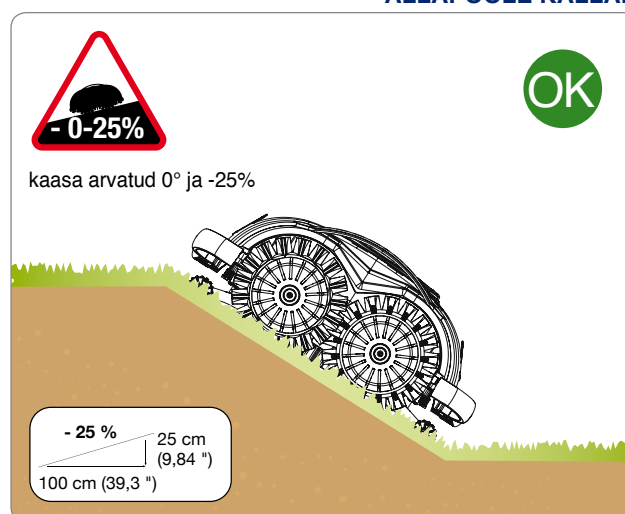 - 0-25%
OK
kaasa arvatud 0° ja -25%
- 25 %
25 cm
(9,84 ")
100 cm (39,3 ")